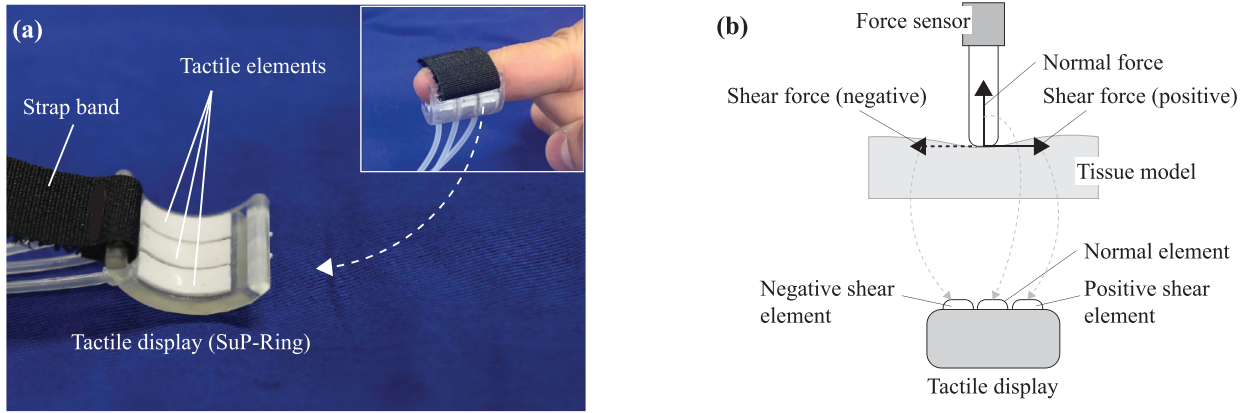 (a)
Tactile elements
Strap band
Tactile display (SuP-Ring)
(b)
Force sensor
Normal force
Shear force (negative)
Shear force (positive)
Tissue model
Normal element
Negative shear
element
Positive shear
element
Tactile display